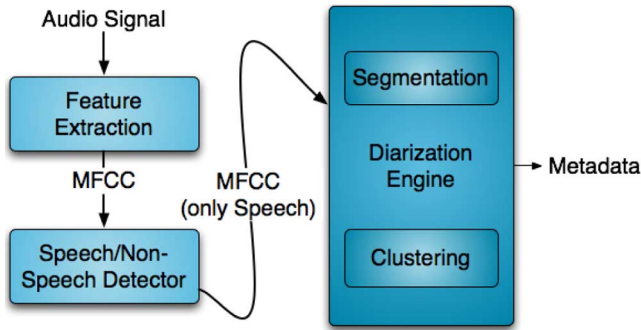 Audio Signal
Feature
Extraction
MFCC
Speech/Non-
Speech Detector
MFCC
(only Speech)
Segmentation
Diarization
Engine
Clustering
Metadata